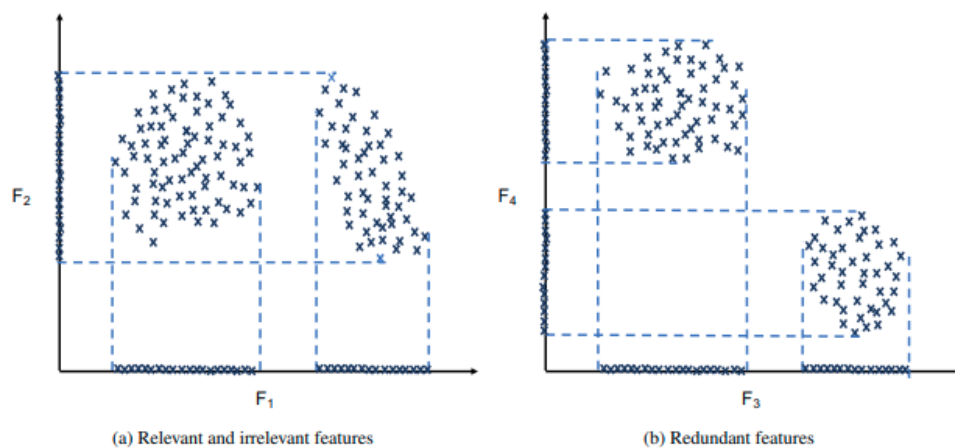 F2
F1
(a) Relevant and irrelevant features
F4
F3
(b) Redundant features